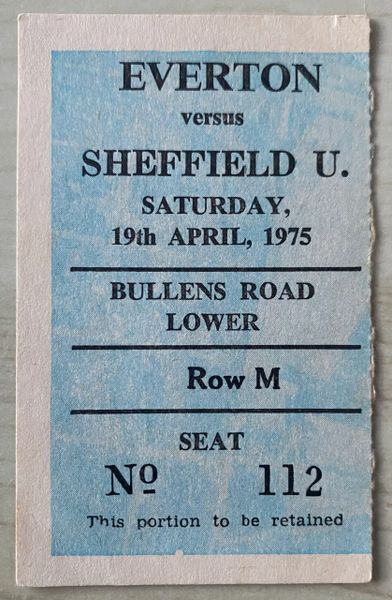 EVERTON
versus
SHEFFIELD U.
SATURDAY,
19th APRIL, 1975
BULLENS ROAD
LOWER
Row M
SEAT
Nº 112
This portion to be retained